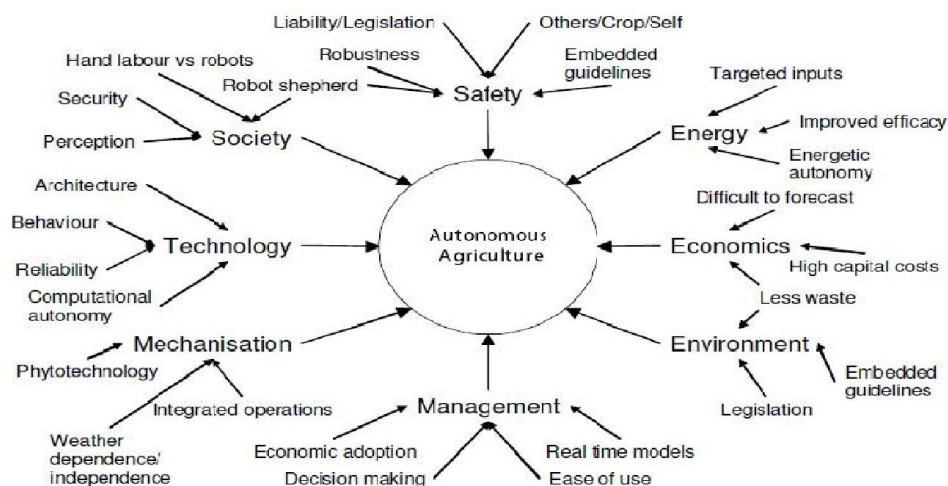 Liability/Legislation
Others/Crop/Self
Hand labour vs robots
Robustness
Embedded
guidelines
Robot shepherd
Safety
Security
Society
Perception
Targeted inputs
Energy
Improved efficacy
Energetic
autonomy
Architecture
Behaviour
Technology
Reliability
Computational
autonomy
Autonomous
Agriculture
Difficult to forecast
Economics
High capital costs
Less waste
Mechanisation
Phytotechnology
Integrated operations
Weather
dependence/
independence
Management
Economic adoption
Decision making
Real time models
Ease of use
Environment
Embedded
guidelines
Legislation